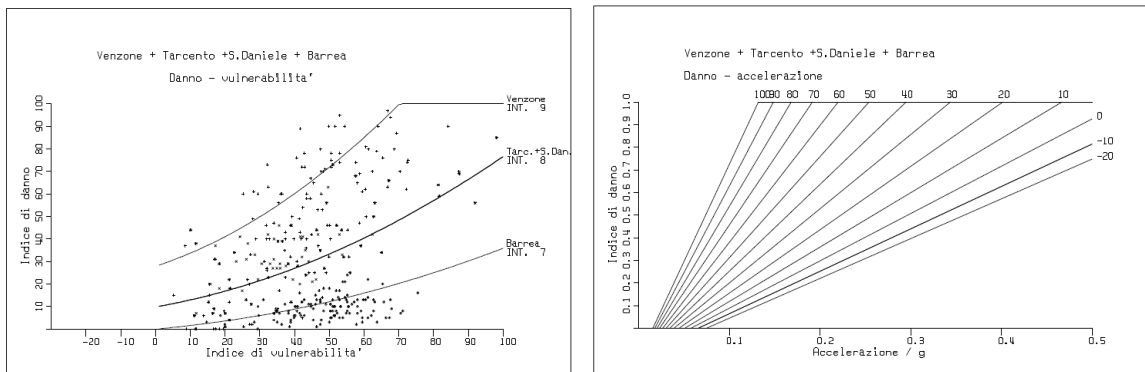 Venzone + Tarcento +S.Daniele + Barrea
Danno - vulnerabilita'
Indice di danno
100
90
80
70
60
50
40
30
20
10
-20
-10
0
10
20
30
40
50
60
70
80
90
100
Indice di vulnerabilita'
Venzone
INT. 9
Tarc.+S.Dan.
INT. 8
Barrea
INT. 7
Venzone + Tarcento +S.Daniele + Barrea
Danno - accelerazione
100 90 80 70 60 50 40 30 20 10
0
-10
-20
Indice di danno
1.0
0.9
0.8
0.7
0.6
0.5
0.4
0.3
0.2
0.1
0.1
0.2
0.3
0.4
0.5
Accelerazione / g